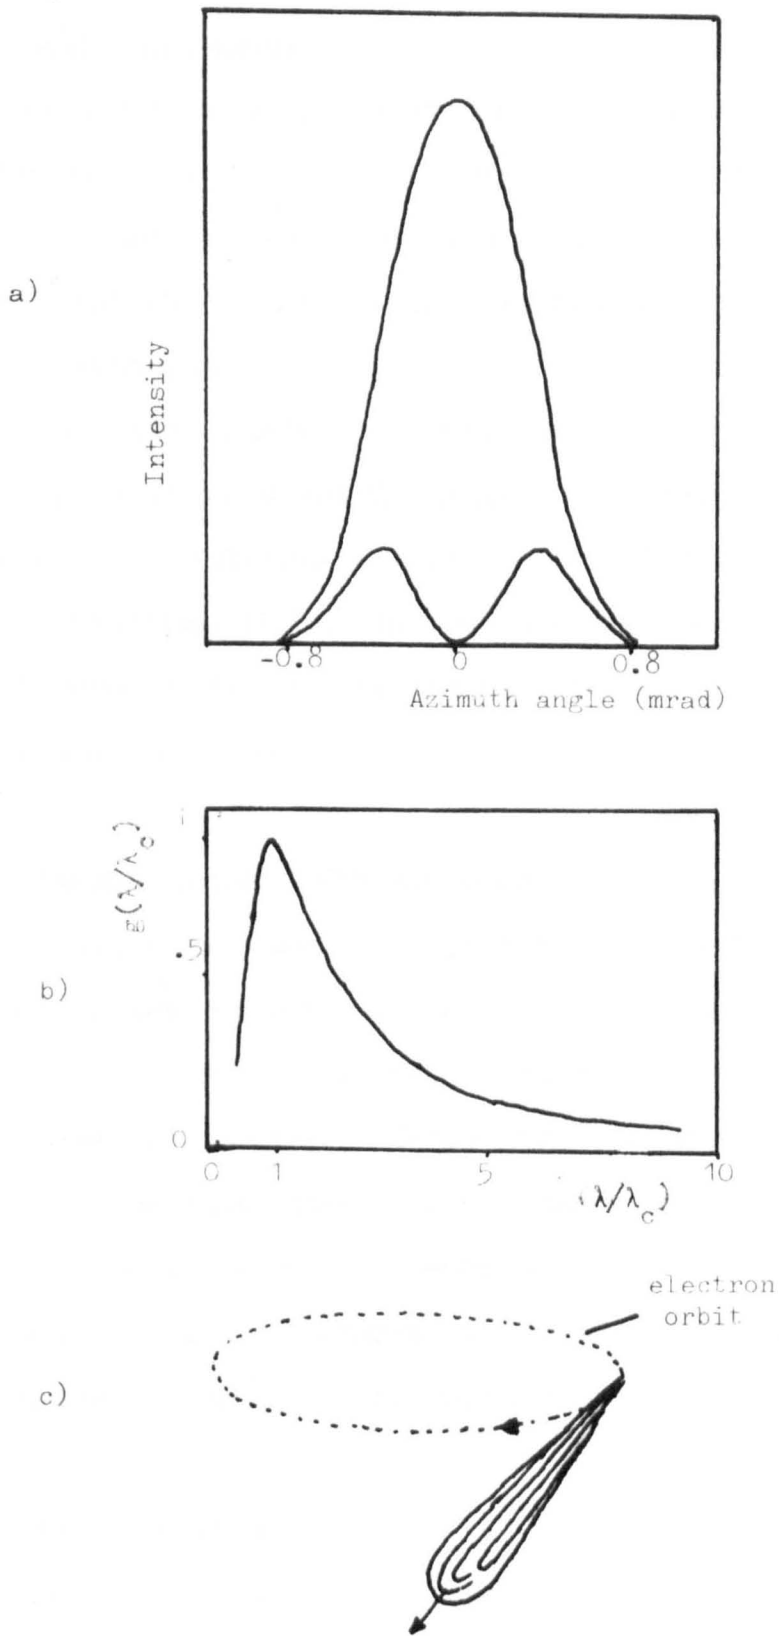 a)
Intensity
-0.8
0
0.8
Azimuth angle (mrad)
b)
g(λ/λc)
1
.5
0
0
1
5
10
(λ/λc)
c)
electron
orbit